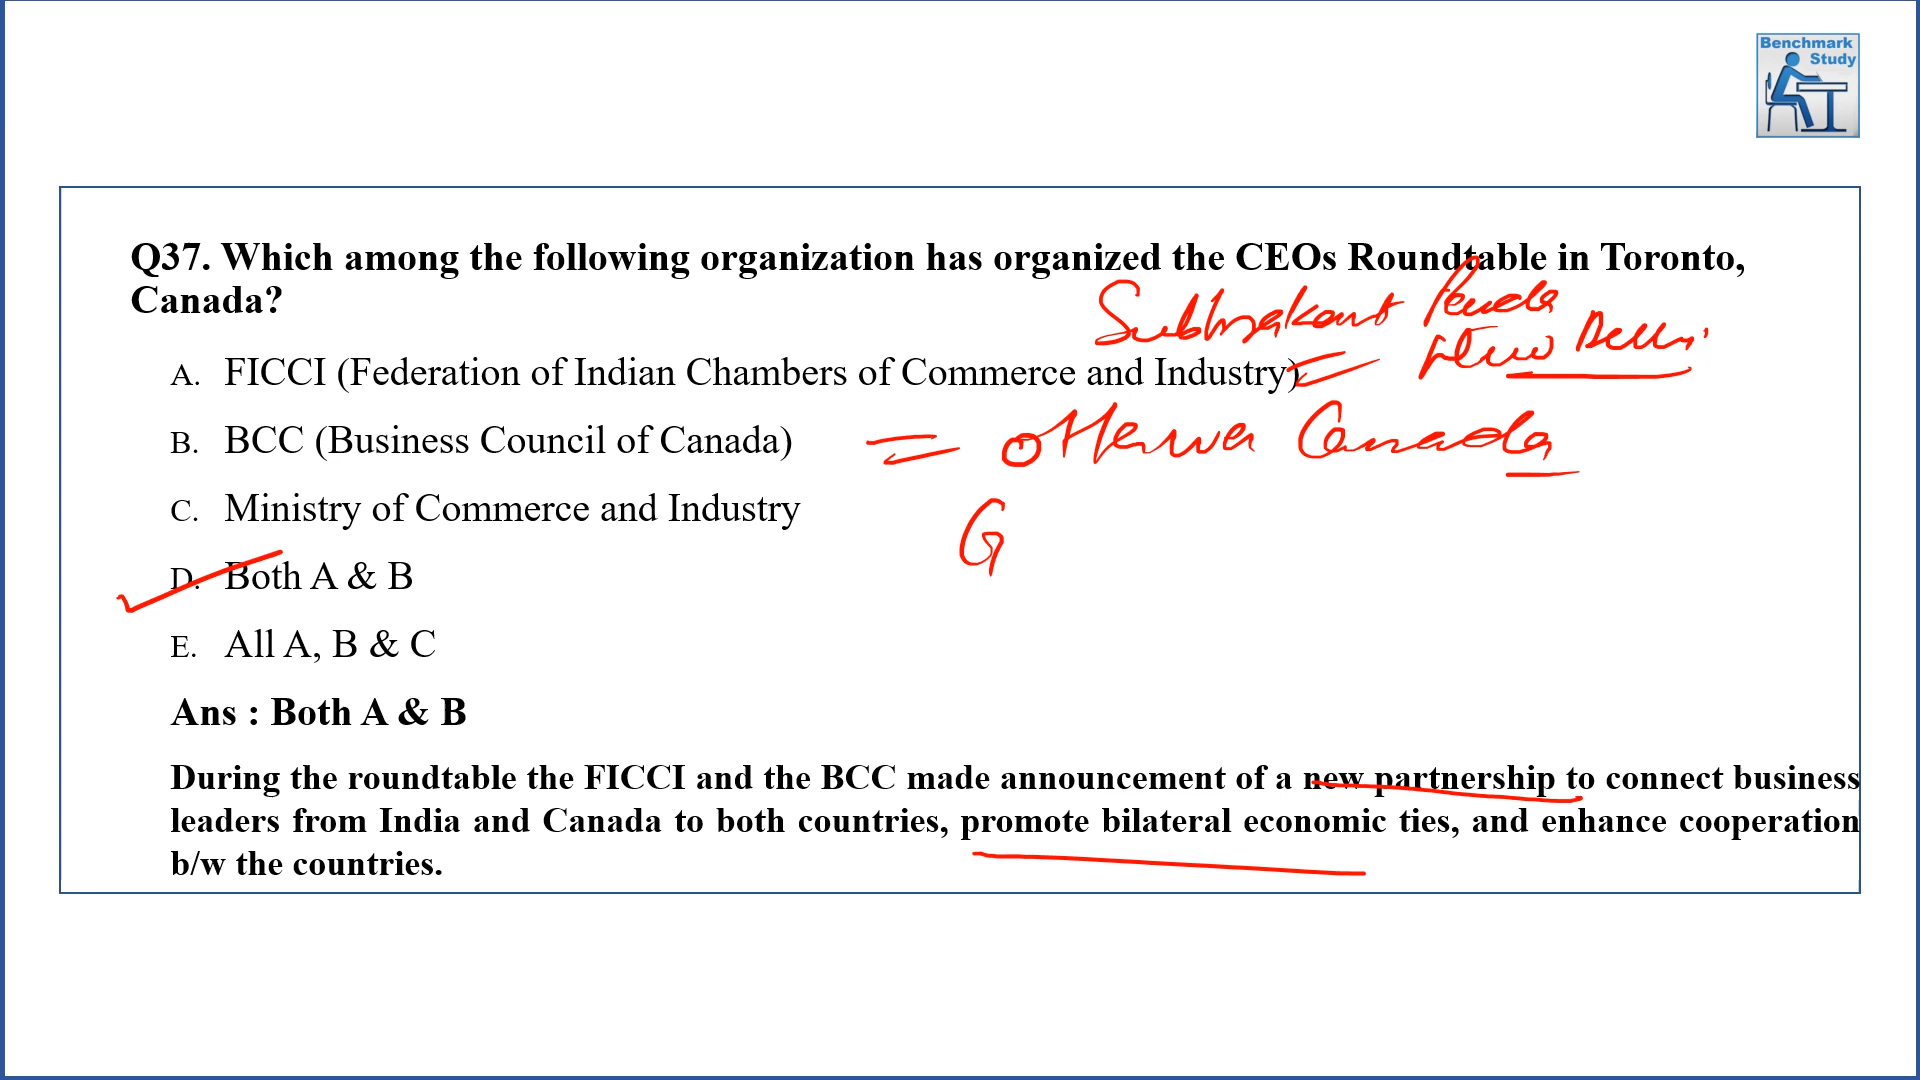 Benchmark
Study
Q37. Which among the following organization has organized the CEOs Roundtable in Toronto,
Canada?
Subhrakant Panda
A. FICCI (Federation of Indian Chambers of Commerce and Industry) = New Delhi
B. BCC (Business Council of Canada) = Ottawa Canada
C. Ministry of Commerce and Industry
G
D. Both A & B
E. All A, B & C
Ans : Both A & B
During the roundtable the FICCI and the BCC made announcement of a new partnership to connect business
leaders from India and Canada to both countries, promote bilateral economic ties, and enhance cooperation
b/w the countries.